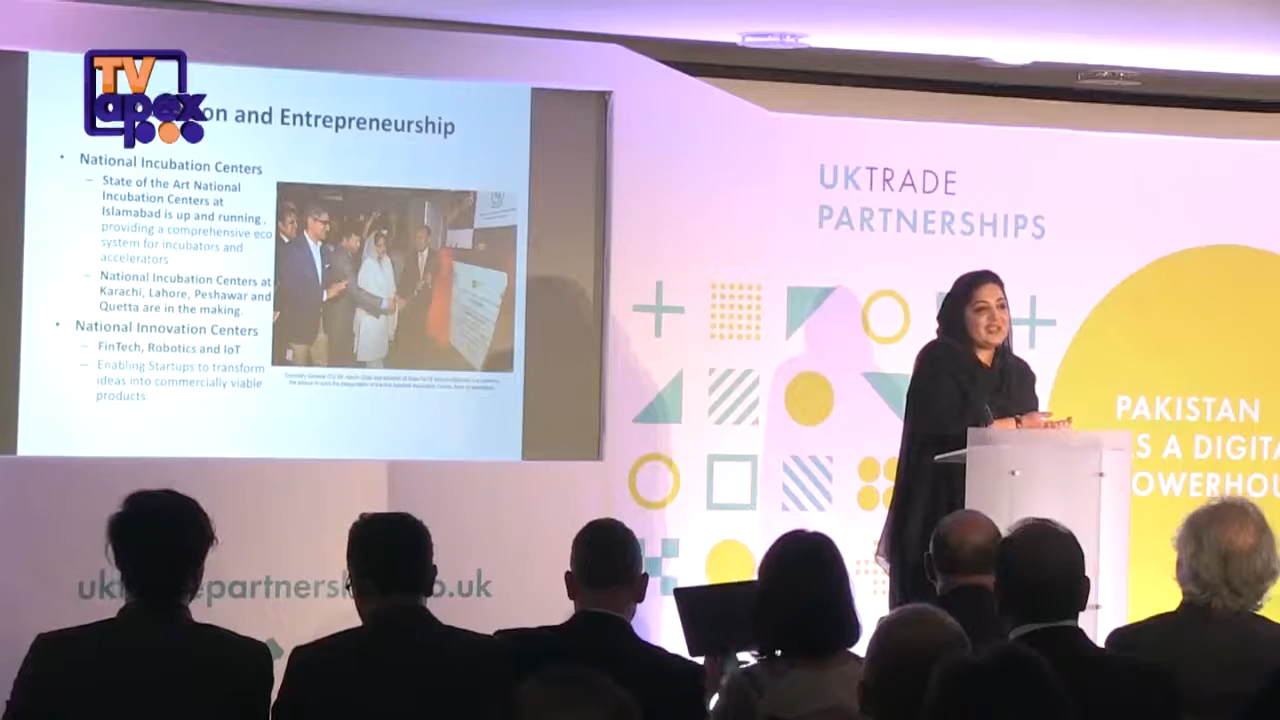 TV
apex
on and Entrepreneurship
• National Incubation Centers
– State of the Art National
Incubation Centers at
Islamabad is up and running ,
providing a comprehensive eco
system for incubators and
accelerators
– National Incubation Centers at
Karachi, Lahore, Peshawar and
Quetta are in the making.
• National Innovation Centers
– FinTech, Robotics and IoT
– Enabling Startups to transform
ideas into commercially viable
products
UKTRADE
PARTNERSHIPS
PAKISTAN
S A DIGITA
OWERHOU
epartners
o.uk